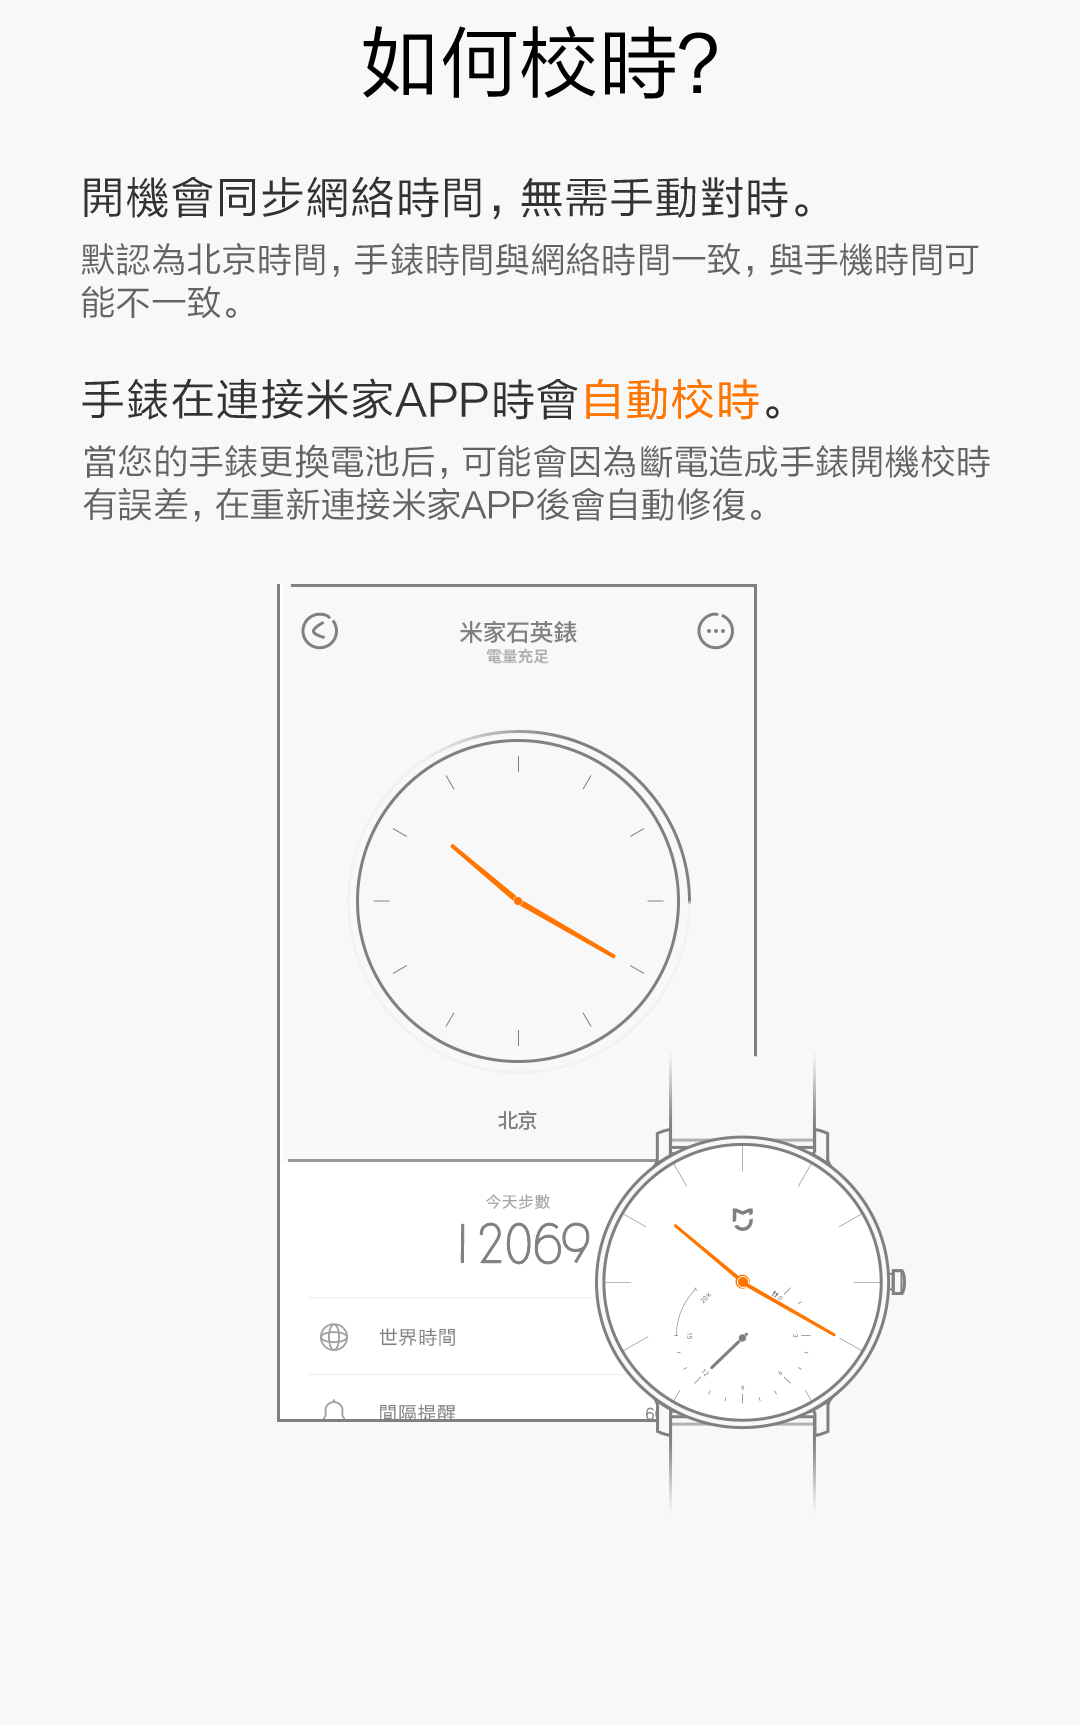 如何校時?
開機會同步網絡時間，無需手動對時。
默認為北京時間，手錶時間與網絡時間一致，與手機時間可
能不一致。
手錶在連接米家APP時會自動校時。
當您的手錶更換電池后，可能會因為斷電造成手錶開機校時
有誤差，在重新連接米家APP後會自動修復。
米家石英錶
電量充足
北京
今天步數
12069
世界時間
間隔提醒
6
20K
0
15
3
12
6
9